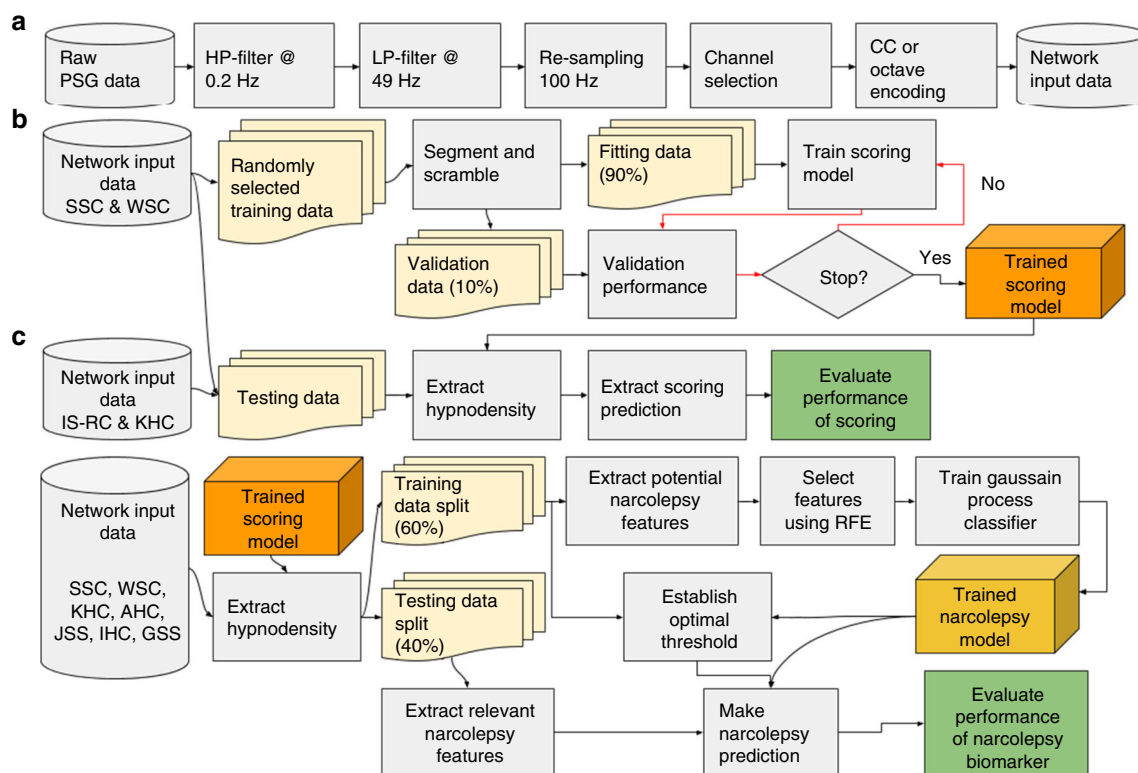 a
Raw
PSG data
HP-filter @
0.2 Hz
LP-filter @
49 Hz
Re-sampling
100 Hz
Channel
selection
CC or
octave
encoding
Network
input data
b
Network input
data
SSC & WSC
Randomly
selected
training data
Segment and
scramble
Fitting data
(90%)
Train scoring
model
No
Validation
data (10%)
Validation
performance
Stop?
Yes
Trained
scoring
model
c
Network input
data
IS-RC & KHC
Testing data
Extract
hypnodensity
Extract scoring
prediction
Evaluate
performance
of scoring
Network input
data
SSC, WSC,
KHC, AHC,
JSS, IHC, GSS
Trained
scoring
model
Extract
hypnodensity
Training
data split
(60%)
Testing data
split
(40%)
Extract potential
narcolepsy
features
Select
features
using RFE
Train gaussain
process
classifier
Establish
optimal
threshold
Trained
narcolepsy
model
Extract relevant
narcolepsy
features
Make
narcolepsy
prediction
Evaluate
performance
of narcolepsy
biomarker